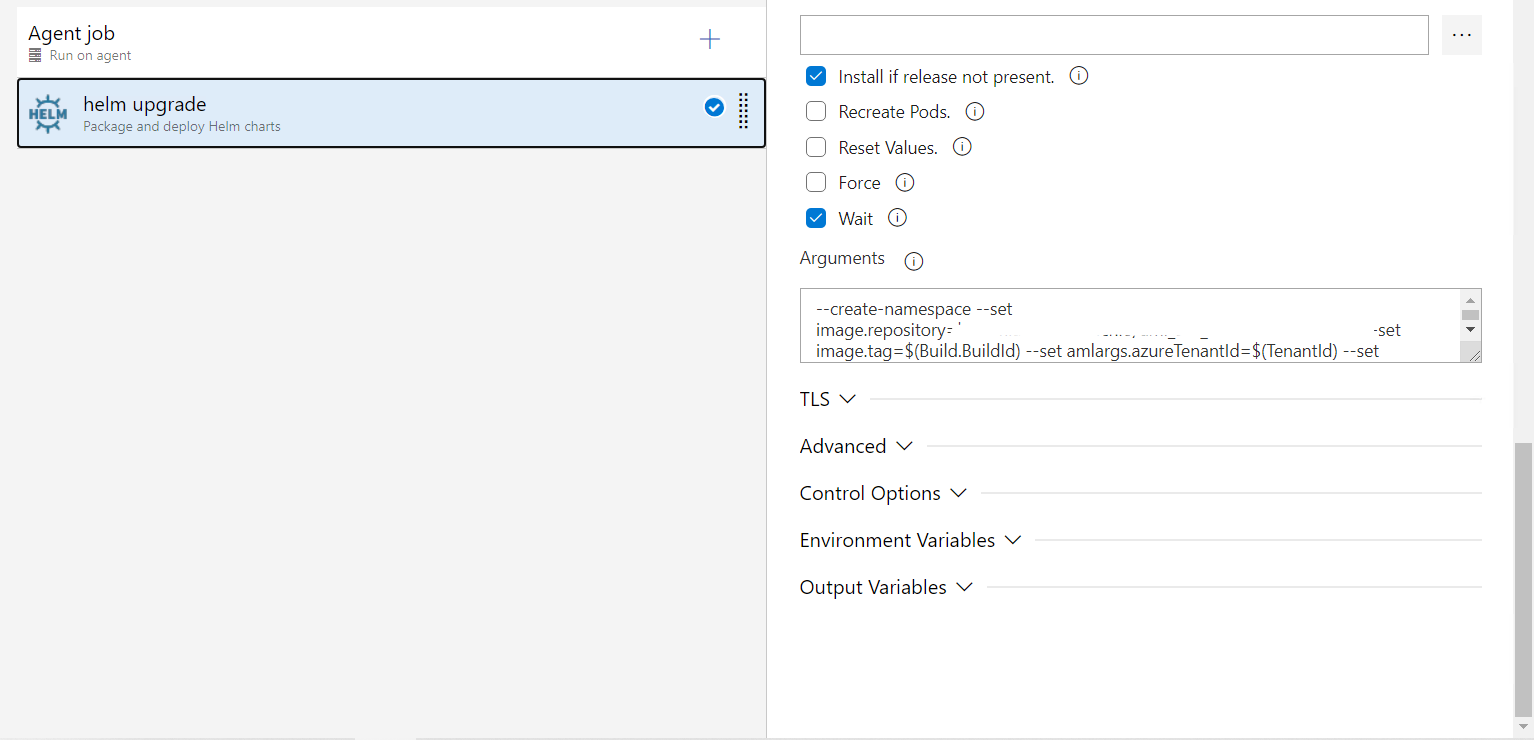 Agent job
Run on agent
HELM
helm upgrade
Package and deploy Helm charts
...
Install if release not present.
Recreate Pods.
Reset Values.
Force
Wait
Arguments
--create-namespace --set
image.repository= -set
image.tag=$(Build.BuildId) --set amlargs.azureTenantId=$(TenantId) --set
TLS
Advanced
Control Options
Environment Variables
Output Variables